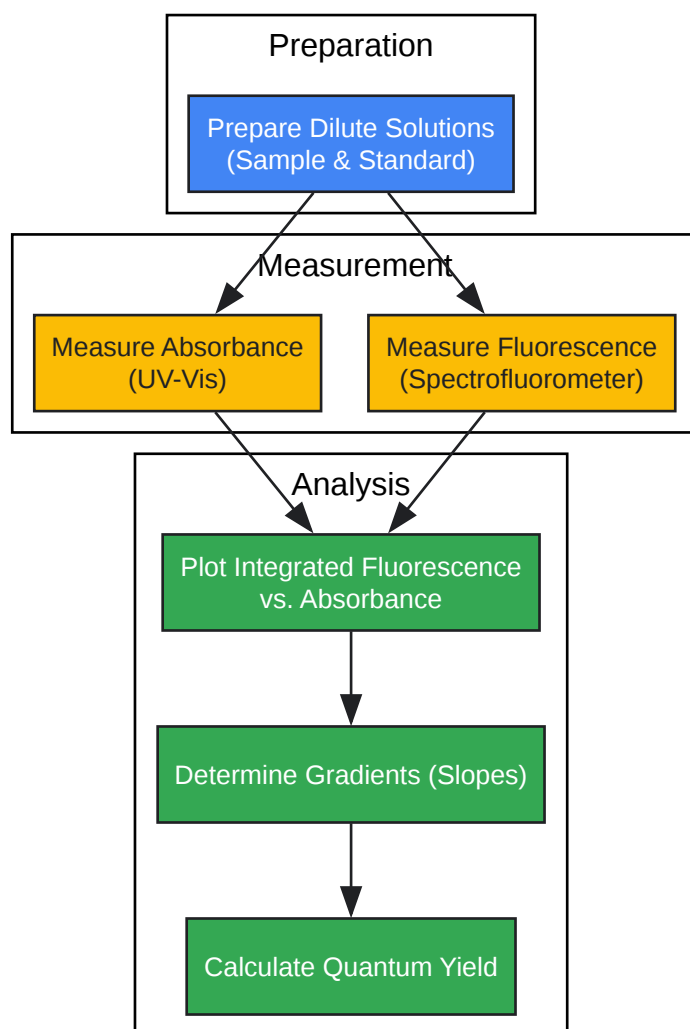 Preparation
Prepare Dilute Solutions
(Sample & Standard)
Measurement
Measure Absorbance
(UV-Vis)
Measure Fluorescence
(Spectrofluorometer)
Analysis
Plot Integrated Fluorescence
vs. Absorbance
Determine Gradients (Slopes)
Calculate Quantum Yield